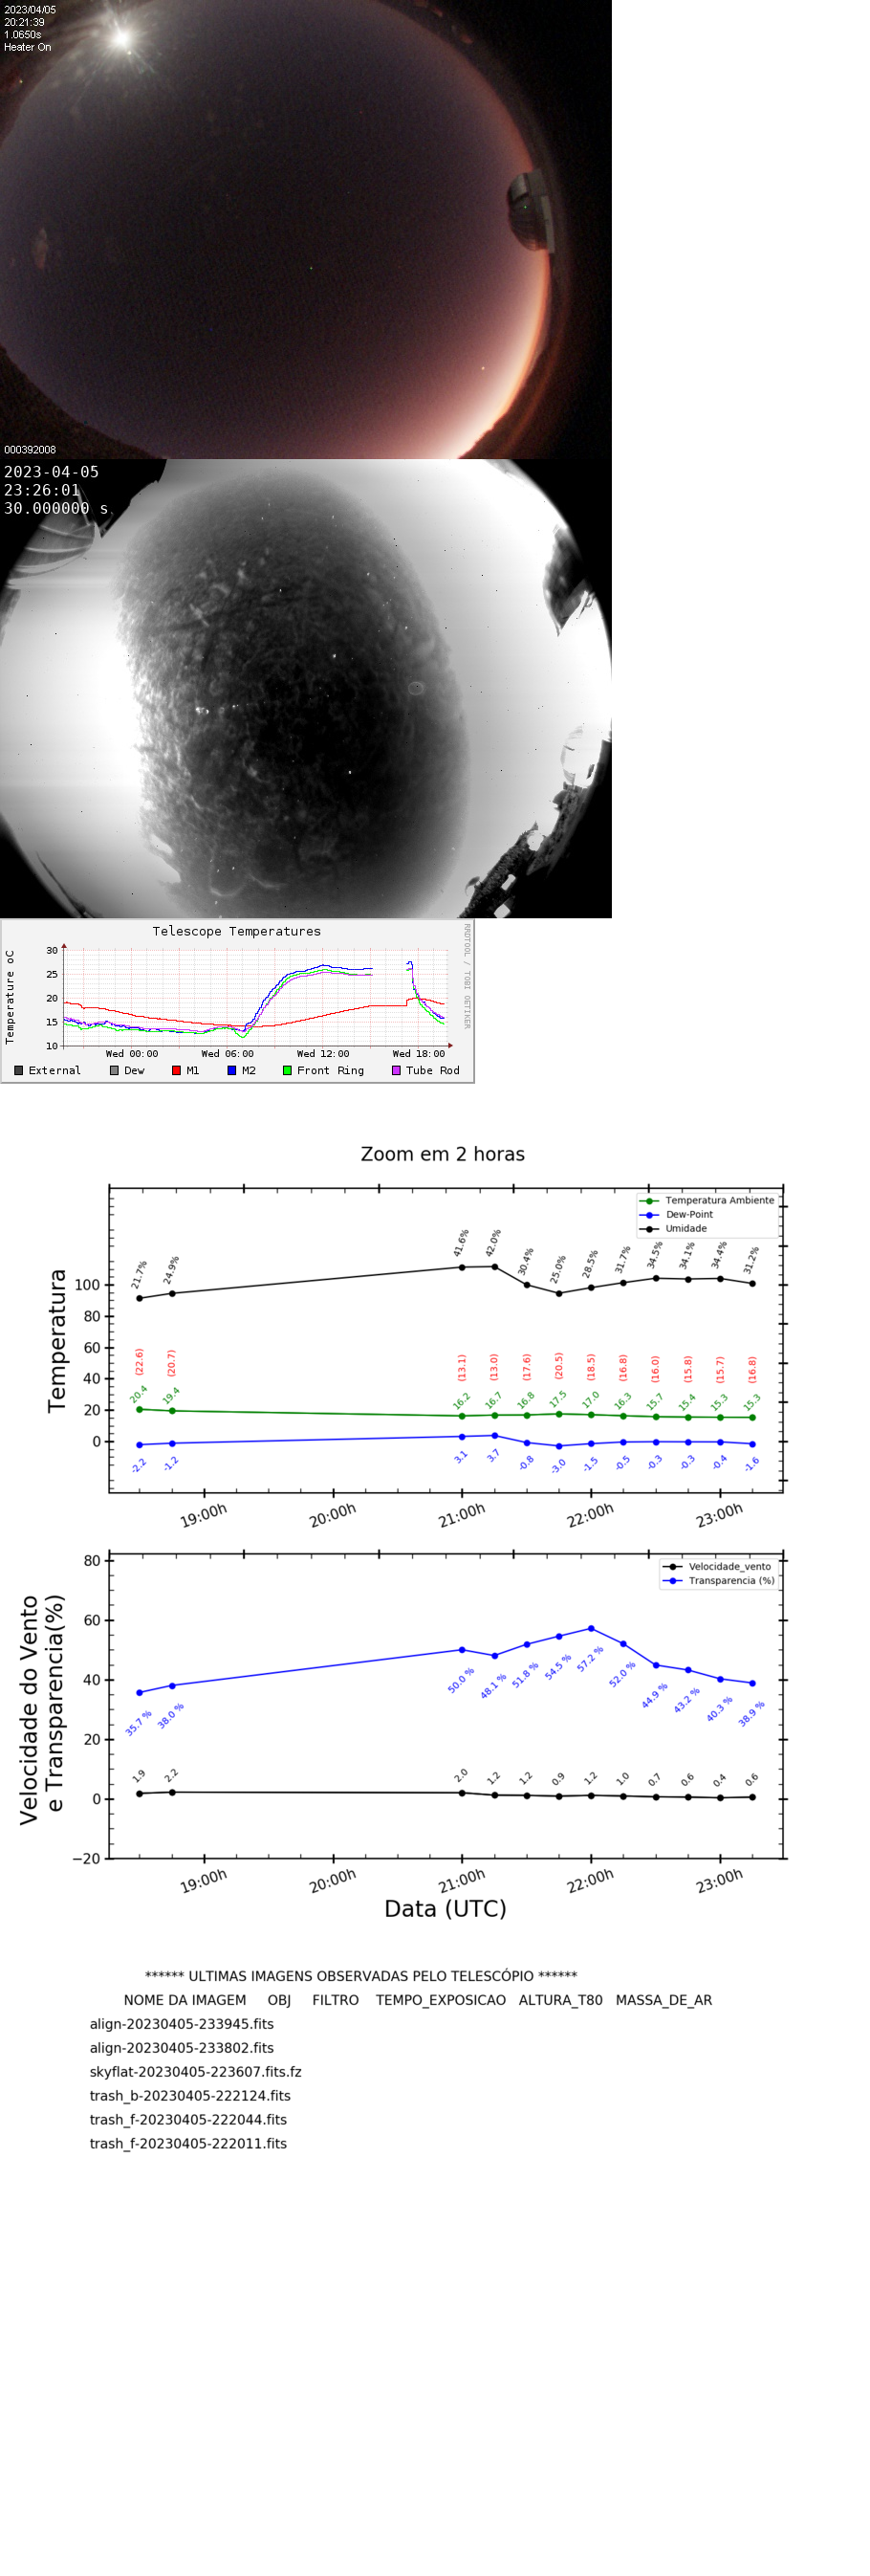 2023/04/05
20:21:39
1.0650s
Heater On
000392008
2023-04-05
23:26:01
30.000000 s
Telescope Temperatures
Temperature oC
30
25
20
15
10
Wed 00:00 Wed 06:00 Wed 12:00 Wed 18:00
External Dew M1 M2 Front Ring Tube Rod
RRDTOOL / TOBI OETIKER
Zoom em 2 horas
Temperatura Ambiente
Dew-Point
Umidade
Temperatura
100
80
60
40
20
0
21.7% 24.9% 41.6% 42.0% 30.4% 25.0% 28.5% 31.7% 34.5% 34.1% 34.4% 31.2%
(22.6) (20.7) (13.1) (13.0) (17.6) (20.5) (18.5) (16.8) (16.0) (15.8) (15.7) (16.8)
20.4 19.4 16.2 16.7 16.8 17.5 17.0 16.3 15.7 15.4 15.3 15.3
-2.2 -1.2 3.1 3.7 -0.8 -3.0 -1.5 -0.5 -0.3 -0.3 -0.4 -1.6
19:00h 20:00h 21:00h 22:00h 23:00h
Velocidade_vento
Transparencia (%)
Velocidade do Vento
e Transparencia(%)
80
60
40
20
0
−20
35.7 % 38.0 % 50.0 % 48.1 % 51.8 % 54.5 % 57.2 % 52.0 % 44.9 % 43.2 % 40.3 % 38.9 %
1.9 2.2 2.0 1.2 1.2 0.9 1.2 1.0 0.7 0.6 0.4 0.6
19:00h 20:00h 21:00h 22:00h 23:00h
Data (UTC)
****** ULTIMAS IMAGENS OBSERVADAS PELO TELESCÓPIO ******
NOME DA IMAGEM OBJ FILTRO TEMPO_EXPOSICAO ALTURA_T80 MASSA_DE_AR
align-20230405-233945.fits
align-20230405-233802.fits
skyflat-20230405-223607.fits.fz
trash_b-20230405-222124.fits
trash_f-20230405-222044.fits
trash_f-20230405-222011.fits